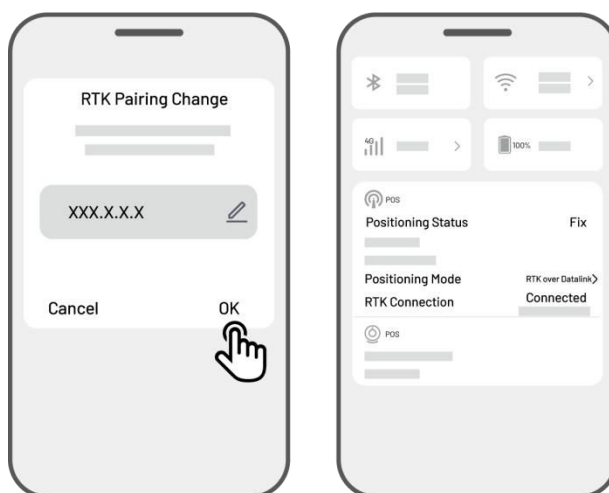 RTK Pairing Change
XXX.X.X.X
Cancel OK
4G
100%
POS
Positioning Status Fix
Positioning Mode RTK over Datalink
RTK Connection Connected
POS